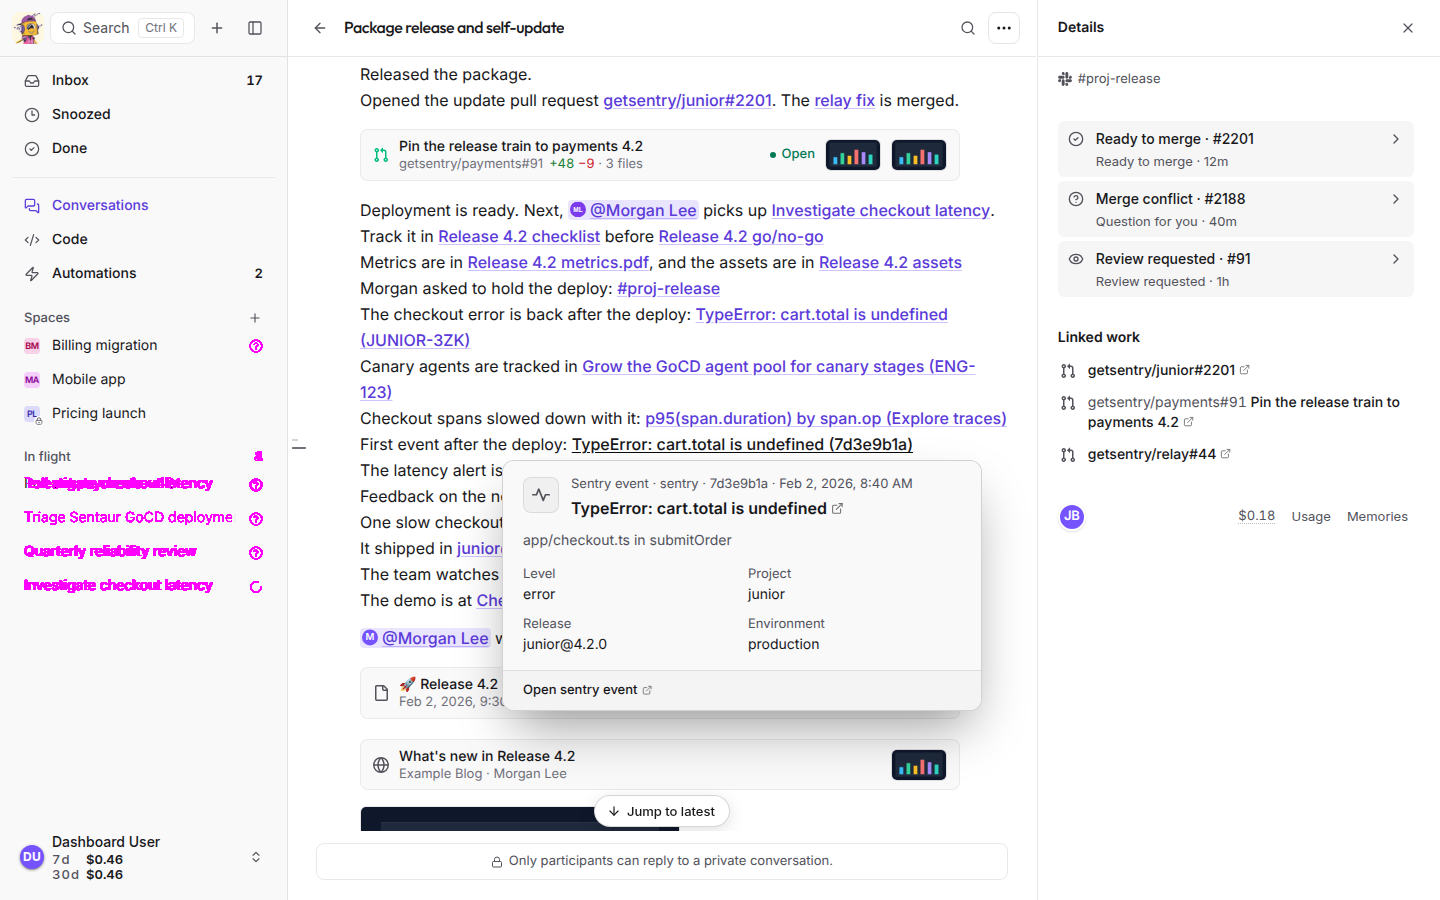 Search Ctrl K
Inbox 17
Snoozed
Done
Conversations
Code
Automations 2
Spaces
BM Billing migration
MA Mobile app
PL Pricing launch
In flight
Triage Sentaur GoCD deployme
Quarterly reliability review
Investigate checkout latency
DU Dashboard User
7d $0.46
30d $0.46
Package release and self-update
Released the package.
Opened the update pull request getsentry/junior#2201. The relay fix is merged.
Pin the release train to payments 4.2
getsentry/payments#91 +48 −9 · 3 files
Open
Deployment is ready. Next, ML @Morgan Lee picks up Investigate checkout latency.
Track it in Release 4.2 checklist before Release 4.2 go/no-go
Metrics are in Release 4.2 metrics.pdf, and the assets are in Release 4.2 assets
Morgan asked to hold the deploy: #proj-release
The checkout error is back after the deploy: TypeError: cart.total is undefined
(JUNIOR-3ZK)
Canary agents are tracked in Grow the GoCD agent pool for canary stages (ENG-
123)
Checkout spans slowed down with it: p95(span.duration) by span.op (Explore traces)
First event after the deploy: TypeError: cart.total is undefined (7d3e9b1a)
The latency alert is
Feedback on the
One slow checkout
It shipped in junior
The team watches
The demo is at
M @Morgan Lee
Sentry event · sentry · 7d3e9b1a · Feb 2, 2026, 8:40 AM
TypeError: cart.total is undefined
app/checkout.ts in submitOrder
Level
error
Project
junior
Release
junior@4.2.0
Environment
production
Open sentry event
🚀 Release 4.2
Feb 2, 2026, 9:30
What's new in Release 4.2
Example Blog · Morgan Lee
Jump to latest
Only participants can reply to a private conversation.
Details
#proj-release
Ready to merge · #2201
Ready to merge · 12m
Merge conflict · #2188
Question for you · 40m
Review requested · #91
Review requested · 1h
Linked work
getsentry/junior#2201
getsentry/payments#91 Pin the release train to
payments 4.2
getsentry/relay#44
JB $0.18 Usage Memories